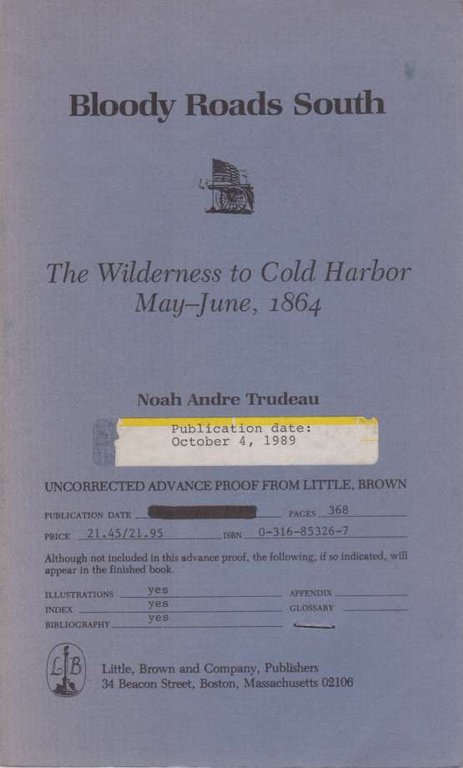 Bloody Roads South
The Wilderness to Cold Harbor
May–June, 1864
Noah Andre Trudeau
Publication date:
October 4, 1989
UNCORRECTED ADVANCE PROOF FROM LITTLE, BROWN
PUBLICATION DATE PAGES 368
PRICE 21.45/21.95 ISBN 0-316-85326-7
Although not included in this advance proof, the following, if so indicated, will
appear in the finished book.
ILLUSTRATIONS yes APPENDIX
INDEX yes GLOSSARY
BIBLIOGRAPHY yes
L B
Little, Brown and Company, Publishers
34 Beacon Street, Boston, Massachusetts 02106